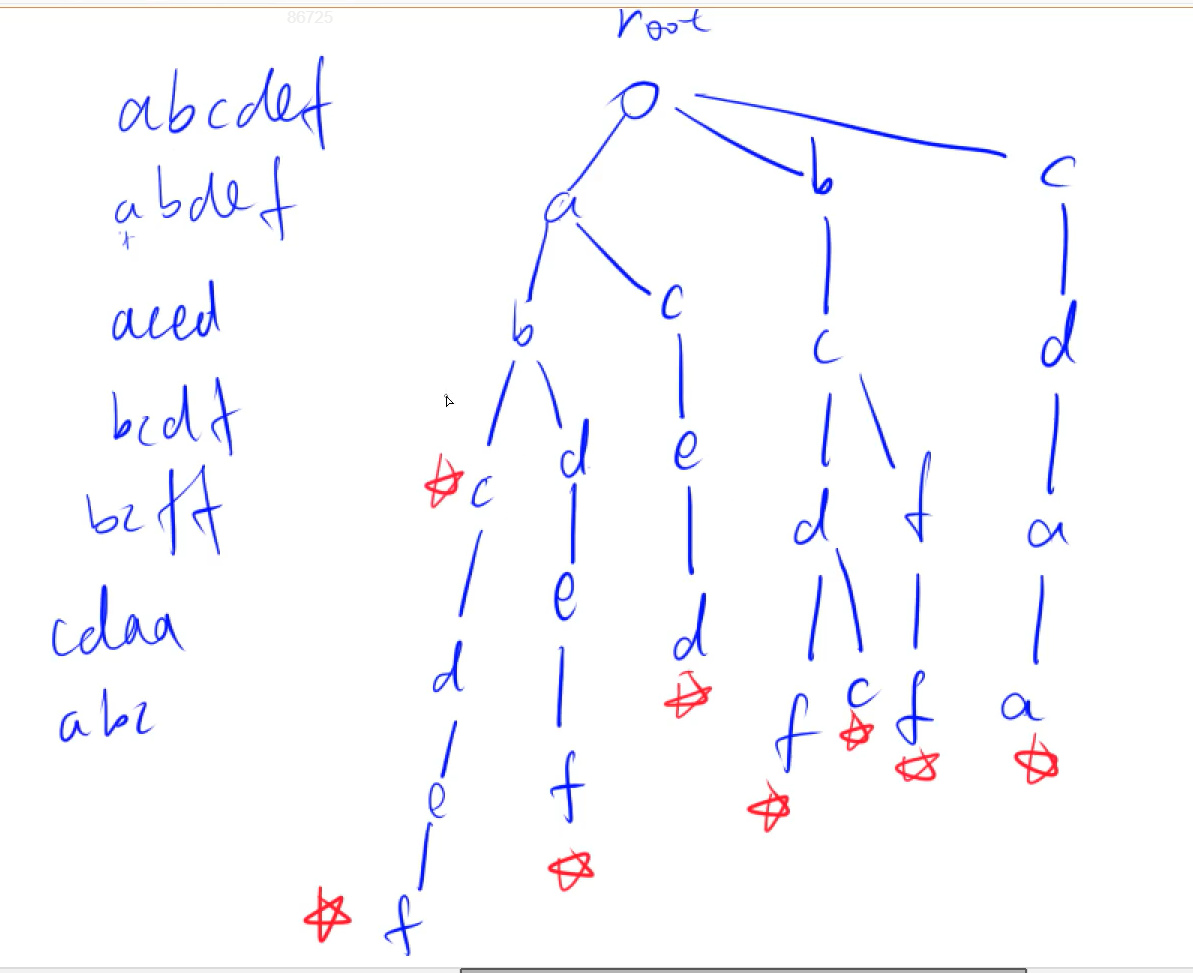 86725
root
abcdef
abdef
aced
bcdf
bcff
cdaa
abc
a b c
b c c d
c d e d f a
d e d f c f a
e f
f